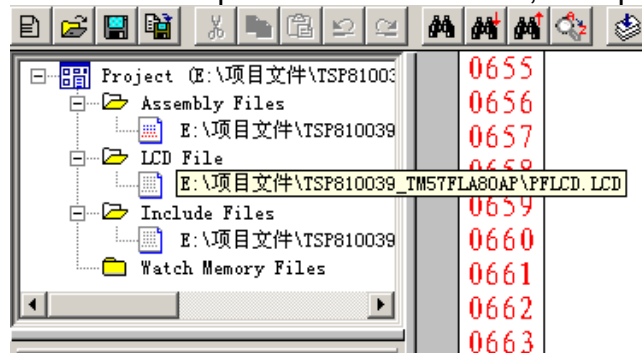 Project (E:\项目文件\TSP81003
Assembly Files
E:\项目文件\TSP810039
LCD File
E:\项目文件\TSP810039_TM57FLA80AP\PFLCD.LCD
Include Files
E:\项目文件\TSP810039
Watch Memory Files
0655
0656
0657
0658
0659
0660
0661
0662
0663